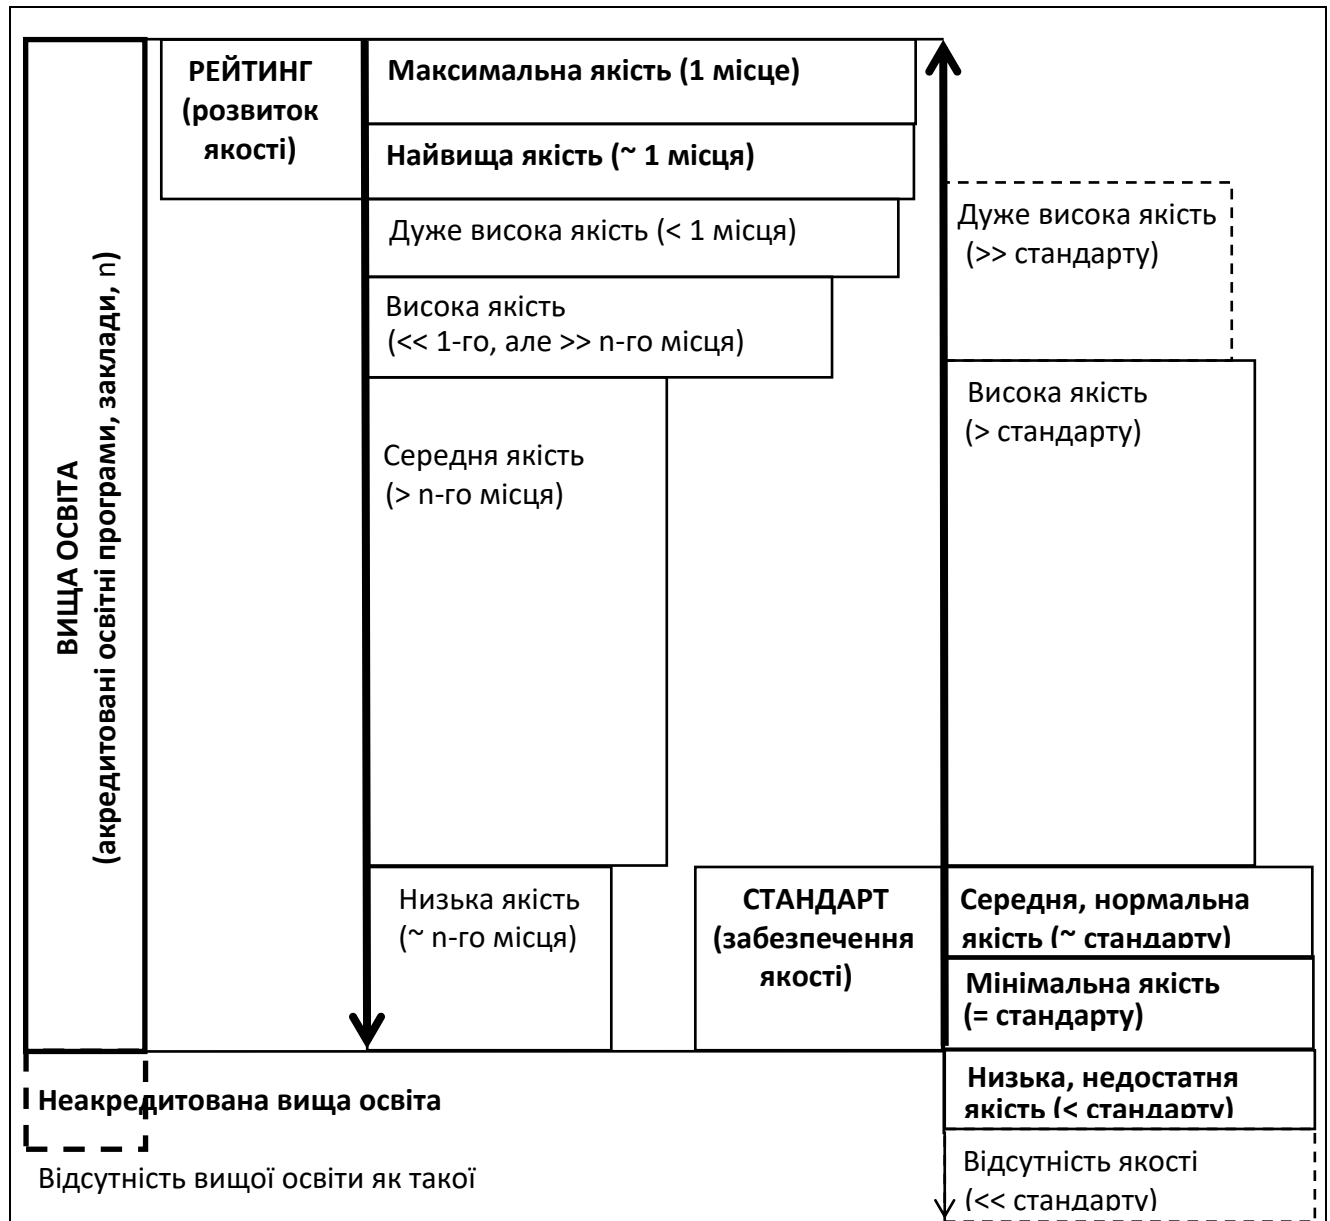 ВИЩА ОСВІТА
(акредитовані освітні програми, заклади, n)
РЕЙТИНГ
(розвиток
якості)
Максимальна якість (1 місце)
Найвища якість (~ 1 місця)
Дуже висока якість (< 1 місця)
Висока якість
(<< 1-го, але >> n-го місця)
Середня якість
(> n-го місця)
Низька якість
(~ n-го місця)
СТАНДАРТ
(забезпечення
якості)
Дуже висока якість
(>> стандарту)
Висока якість
(> стандарту)
Середня, нормальна
якість (~ стандарту)
Мінімальна якість
(= стандарту)
Низька, недостатня
якість (< стандарту)
Відсутність якості
(<< стандарту)
Неакредитована вища освіта
Відсутність вищої освіти як такої